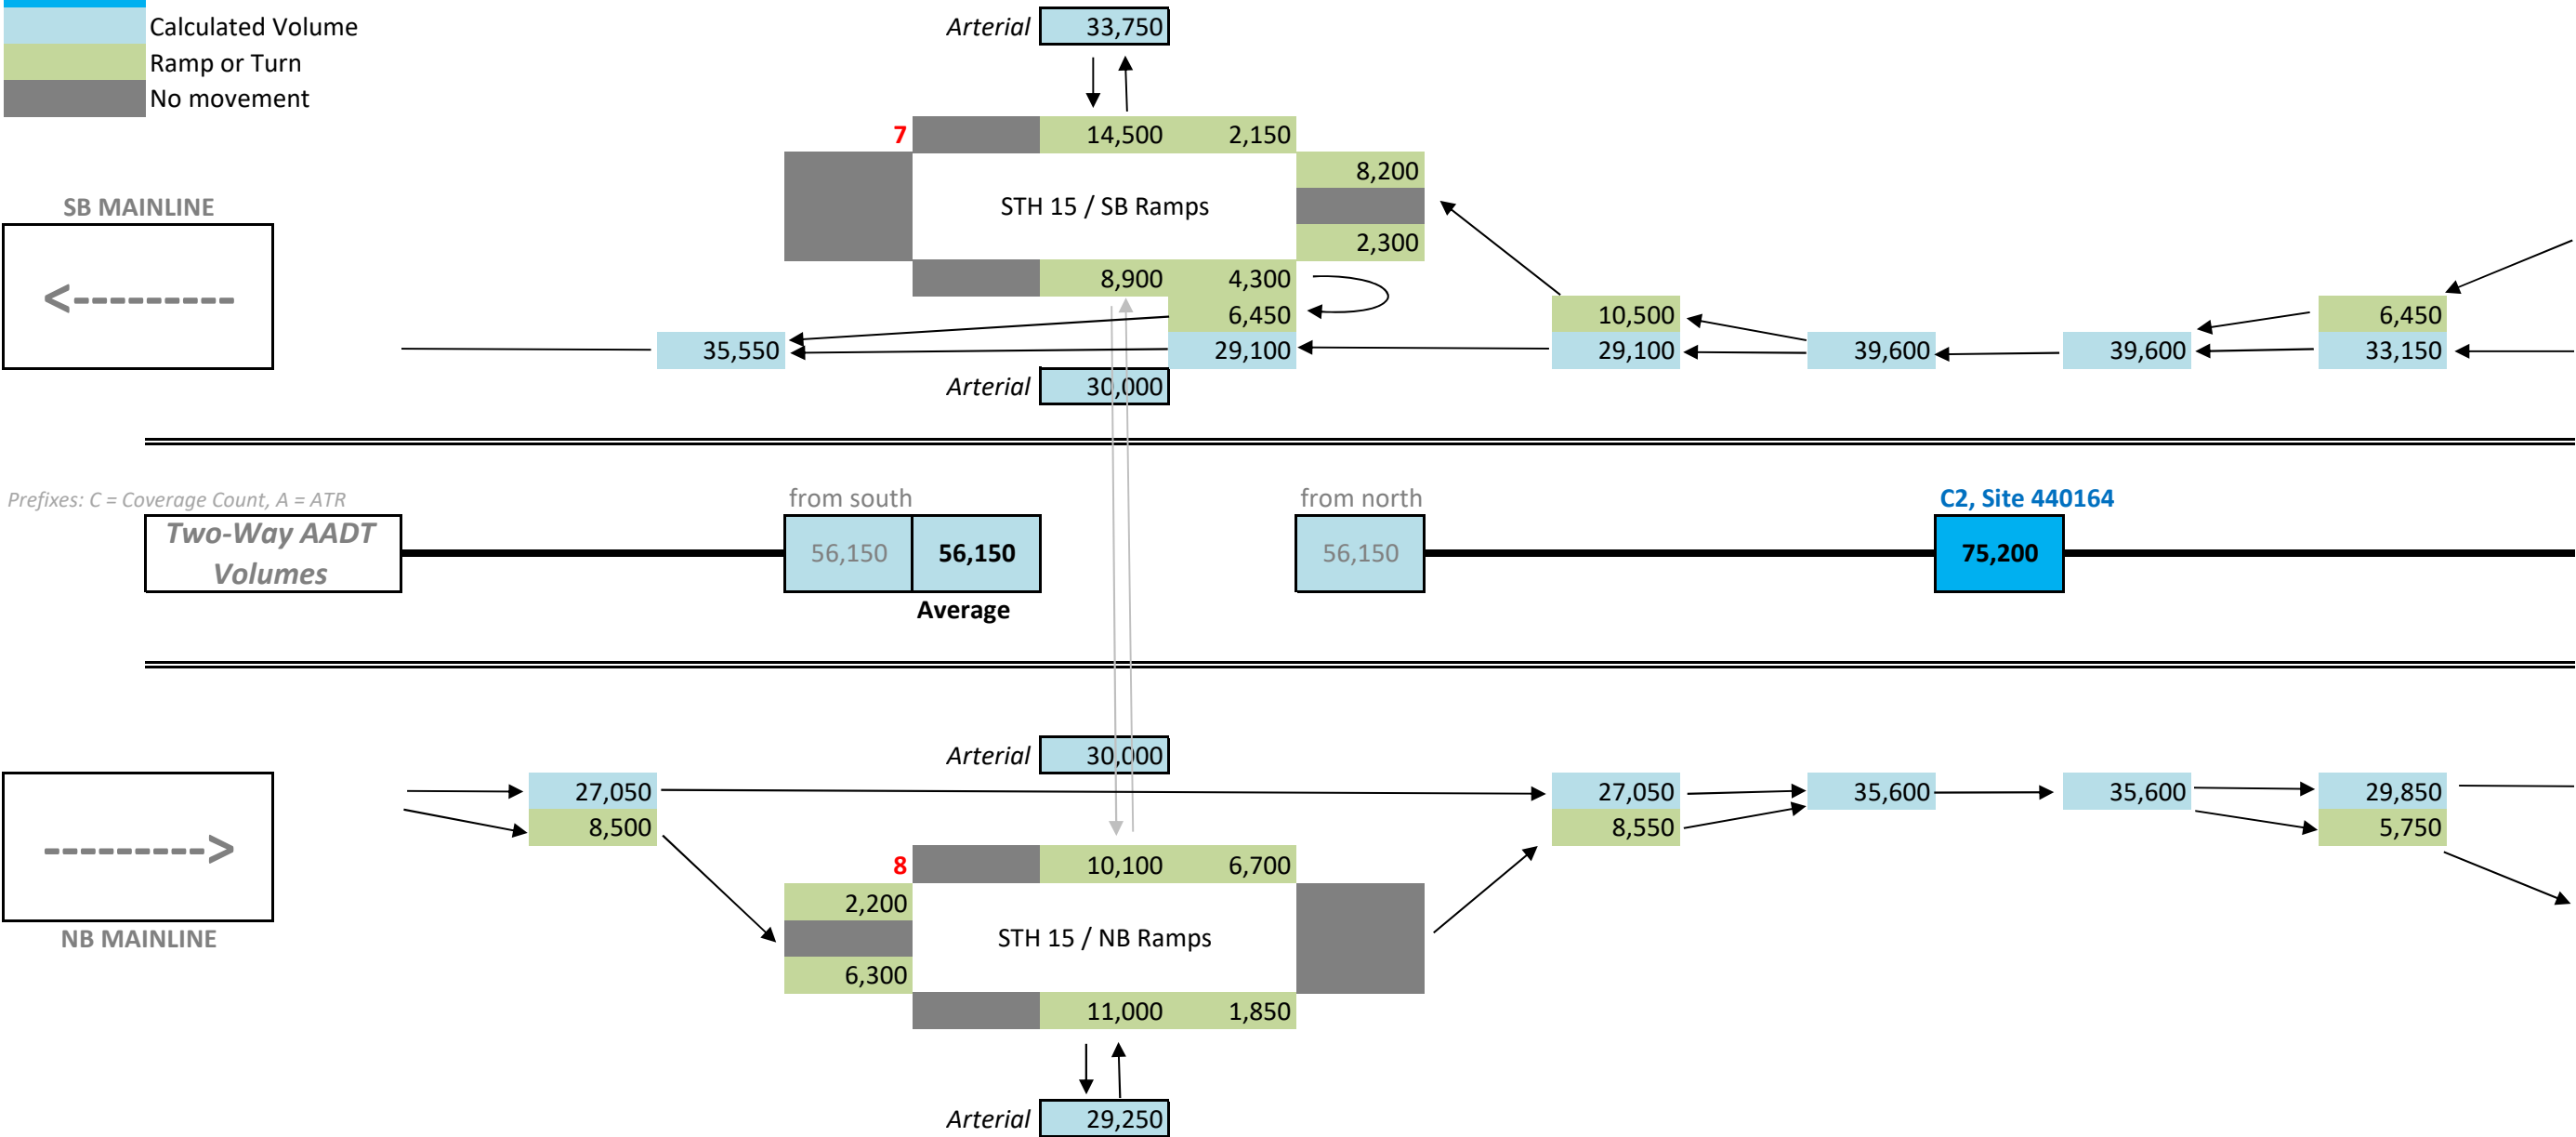 Calculated Volume
Ramp or Turn
No movement
Arterial 33,750
7 14,500 2,150
8,200
SB MAINLINE
STH 15 / SB Ramps
2,300
<---------
8,900 4,300
6,450 10,500 6,450
35,550 29,100 29,100 39,600 39,600 33,150
Arterial 30,000
Prefixes: C = Coverage Count, A = ATR
from south from north C2, Site 440164
Two-Way AADT
Volumes
56,150 56,150 56,150 75,200
Average
Arterial 30,000
27,050 27,050 35,600 35,600 29,850
8,500 8,550 5,750
--------->
8 10,100 6,700
2,200
NB MAINLINE
STH 15 / NB Ramps
6,300
11,000 1,850
Arterial 29,250